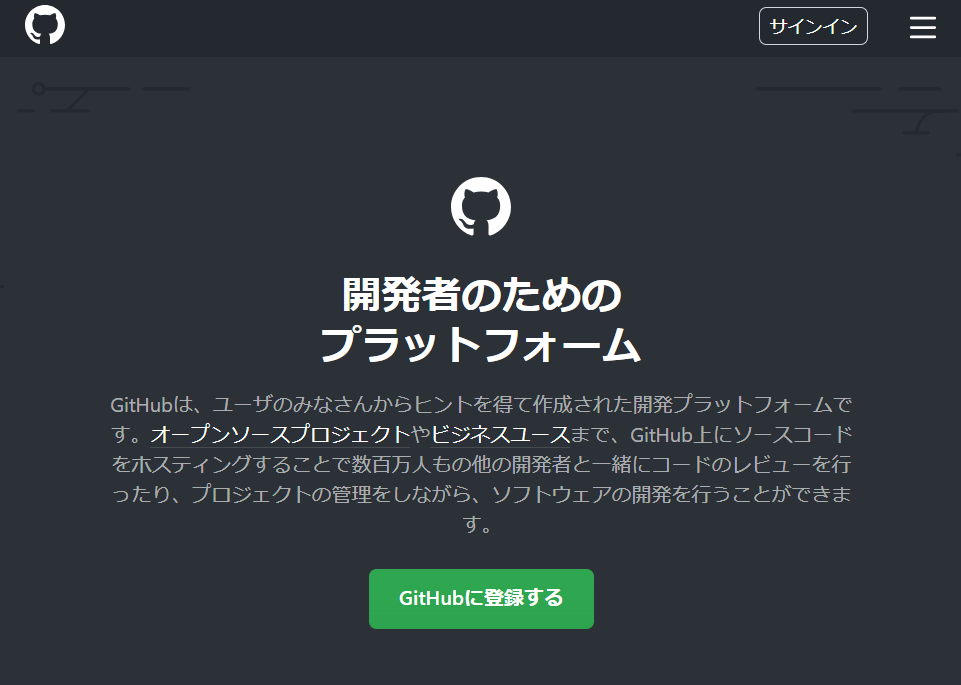 サインイン
開発者のための
プラットフォーム
GitHubは、ユーザのみなさんからヒントを得て作成された開発プラットフォームで
す。オープンソースプロジェクトやビジネスユースまで、GitHub上にソースコード
をホスティングすることで数百万人もの他の開発者と一緒にコードのレビューを行
ったり、プロジェクトの管理をしながら、ソフトウェアの開発を行うことができま
す。
GitHubに登録する